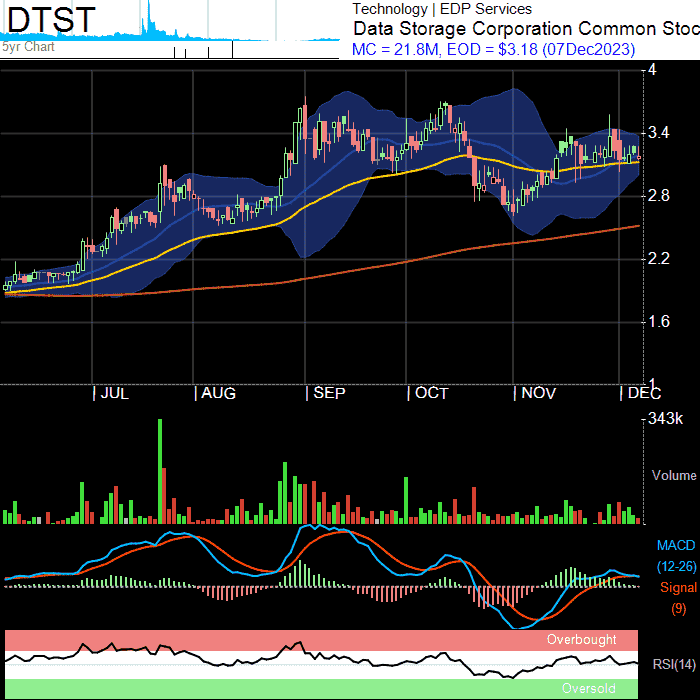 DTST
5yr Chart
Technology | EDP Services
Data Storage Corporation Common Stoc
MC = 21.8M, EOD = $3.18 (07Dec2023)
4
3.4
2.8
2.2
1.6
1
| JUL | AUG | SEP | OCT | NOV | DEC
343k
Volume
MACD
(12-26)
Signal
(9)
Overbought
RSI(14)
Oversold